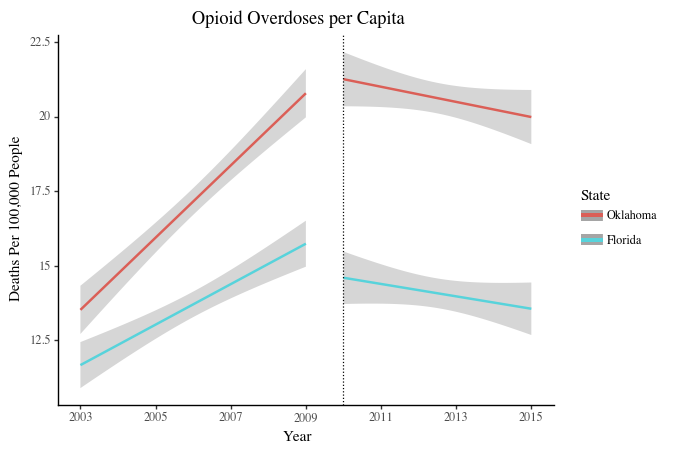 Opioid Overdoses per Capita
22.5
20
17.5
15
12.5
Deaths Per 100,000 People
2003 2005 2007 2009 2011 2013 2015
Year
State
Oklahoma
Florida